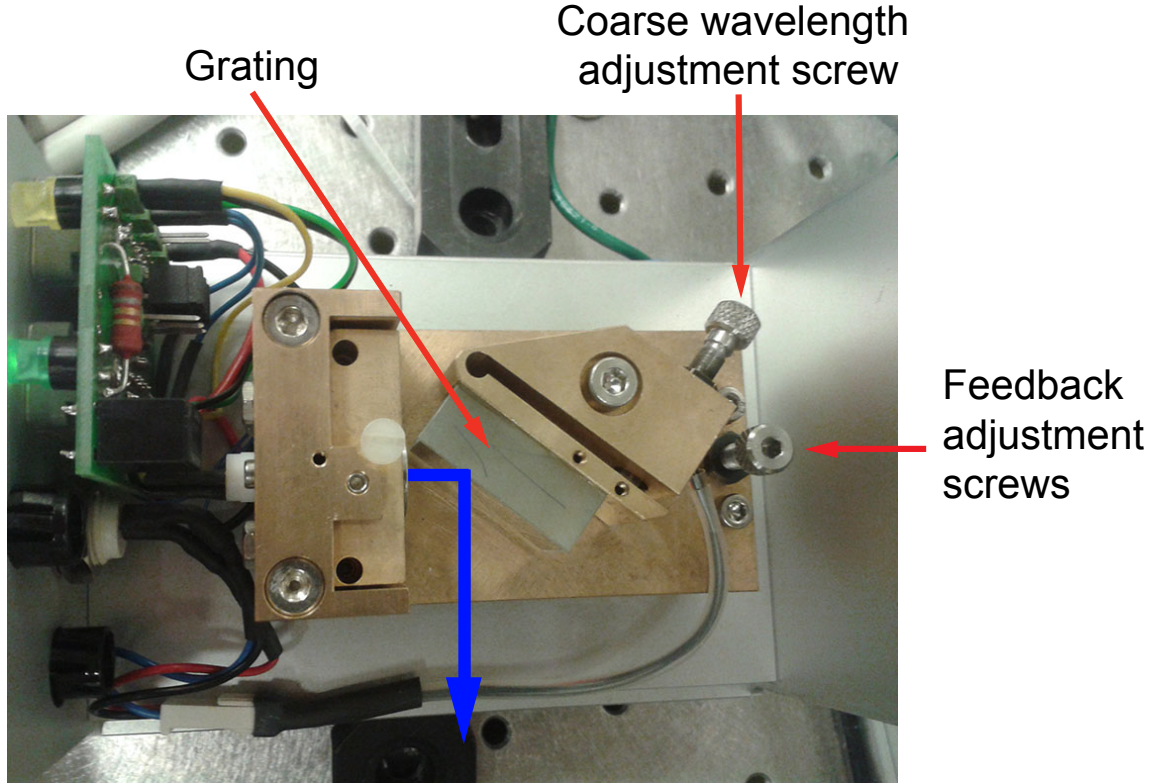 Grating
Coarse wavelength
adjustment screw
Feedback
adjustment
screws